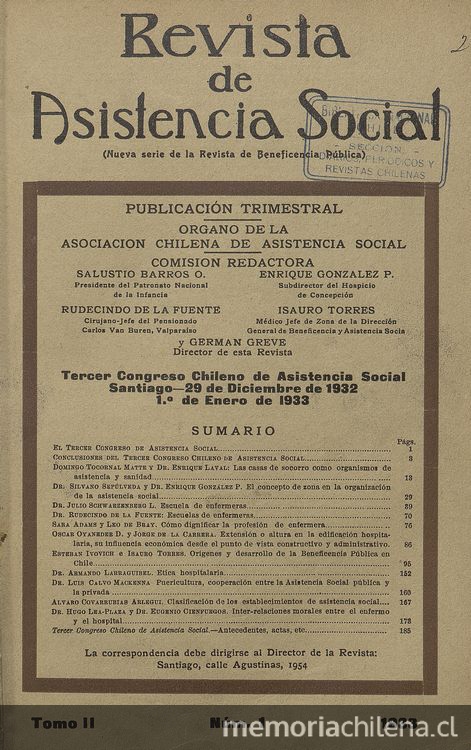 Revista
de
Asistencia Social
(Nueva serie de la Revista de Beneficencia Pública)
2
NAL
SECCION
PERIODICOS Y
REVISTAS CHILENAS
PUBLICACIÓN TRIMESTRAL
ORGANO DE LA
ASOCIACION CHILENA DE ASISTENCIA SOCIAL
COMISION REDACTORA
SALUSTIO BARROS O. ENRIQUE GONZALEZ P.
Presidente del Patronato Nacional Subdirector del Hospicio
de la Infancia de Concepción
RUDECINDO DE LA FUENTE ISAURO TORRES
Cirujano-Jefe del Pensionado Médico Jefe de Zona de la Dirección
Carlos Van Buren, Valparaíso General de Beneficencia y Asistencia Socia
y GERMAN GREVE
Director de esta Revista
Tercer Congreso Chileno de Asistencia Social
Santiago—29 de Diciembre de 1932
1.º de Enero de 1933
SUMARIO
Págs.
EL TERCER CONGRESO DE ASISTENCIA SOCIAL 1
CONCLUSIONES DEL TERCER CONGRESO CHILENO DE ASISTENCIA SOCIAL 3
DOMINGO TOCORNAL MATTE Y DR. ENRIQUE LAVAL: Las casas de socorro como organismos de
asistencia y sanidad 13
DR. SILVANO SEPÚLVEDA Y DR. ENRIQUE GONZALEZ P. El concepto de zona en la organización
de la asistencia social 29
DR. JULIO SCHWARZENBERG L. Escuela de enfermeras 39
DR. RUDECINDO DE LA FUENTE: Escuelas de enfermeras 70
SARA ADAMS Y LEO DE BRAY. Cómo dignificar la profesión de enfermera 76
OSCAR OYANEDEL D. Y JORGE DE LA CARRERA. Extensión o altura en la edificación hospita-
laria, su influencia económica desde el punto de vista constructivo y administrativo. 86
ESTEBAN IVOVICH E ISAURO TORRES. Orígenes y desarrollo de la Beneficencia Pública en
Chile 95
DR. ARMANDO LARRAGUIBEL. Etica hospitalaria 152
DR. LUIS CALVO MACKENNA Puericultura, cooperación entre la Asistencia Social pública y
la privada 160
ALVARO COVARRUBIAS ARLEGUI. Clasificación de los establecimientos de asistencia social 167
DR. HUGO LEA-PLAZA Y DR. EUGENIO CIENFUEGOS. Inter-relaciones morales entre el enfermo
y el hospital 173
Tercer Congreso Chileno de Asistencia Social.—Antecedentes, actas, etc. 185
La correspondencia debe dirigirse al Director de la Revista:
Santiago, calle Agustinas, 1954
Tomo II Núm. 1 1933
memoriachilena.cl